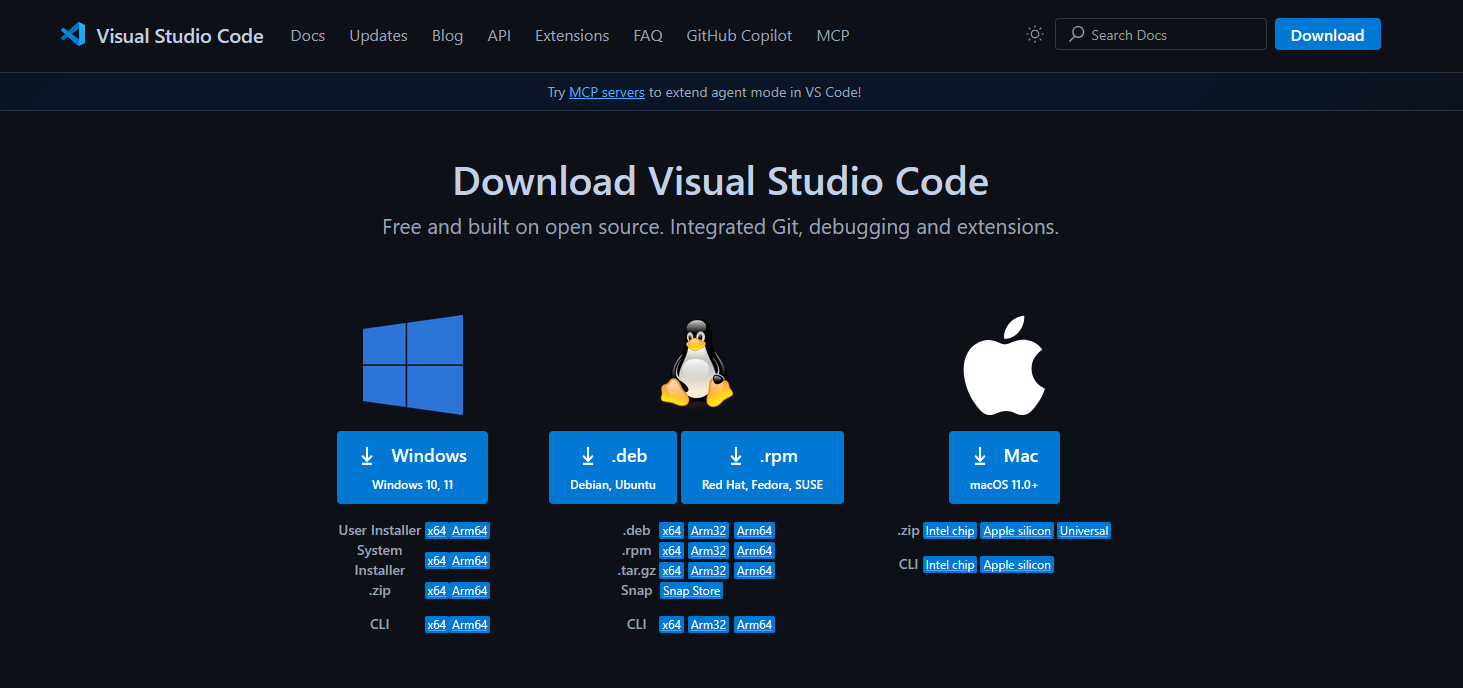 Visual Studio Code Docs Updates Blog API Extensions FAQ GitHub Copilot MCP Search Docs Download
Try MCP servers to extend agent mode in VS Code!
Download Visual Studio Code
Free and built on open source. Integrated Git, debugging and extensions.
Windows
Windows 10, 11
User Installer x64 Arm64
System
Installer x64 Arm64
.zip x64 Arm64
CLI x64 Arm64
.deb
Debian, Ubuntu
.rpm
Red Hat, Fedora, SUSE
.deb x64 Arm32 Arm64
.rpm x64 Arm32 Arm64
.tar.gz x64 Arm32 Arm64
Snap Snap Store
CLI x64 Arm32 Arm64
Mac
macOS 11.0+
.zip Intel chip Apple silicon Universal
CLI Intel chip Apple silicon